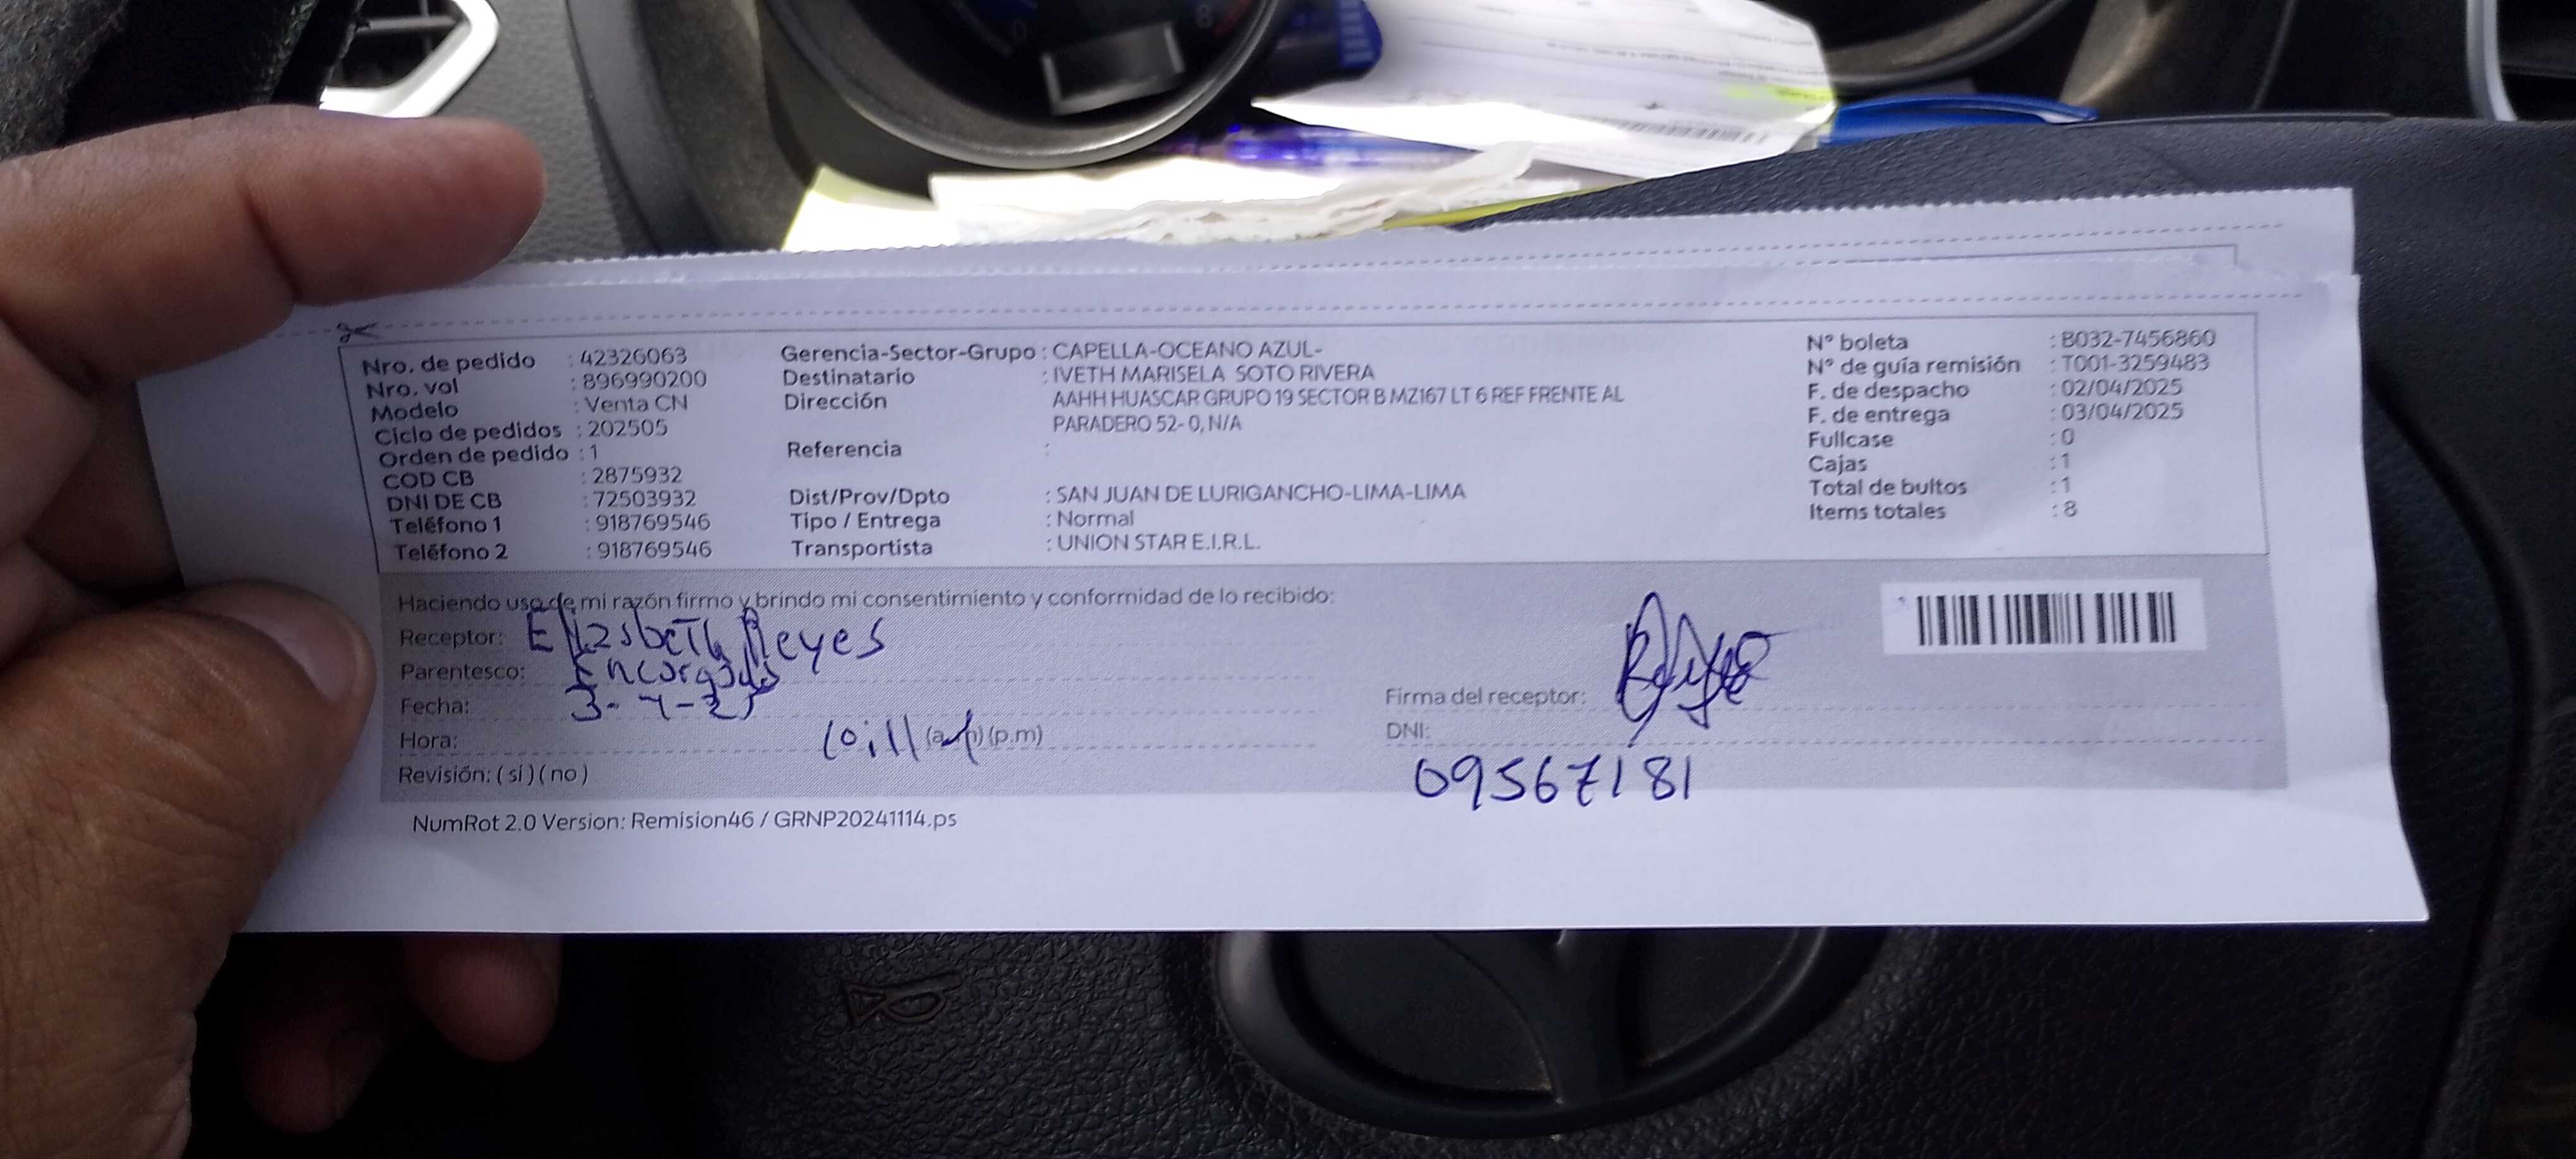 Nro. de pedido : 42326063
Nro. vol : 896990200
Modelo : Venta CN
Ciclo de pedidos : 202505
Orden de pedido : 1
COD CB : 2875932
DNI DE CB : 72503932
Teléfono 1 : 918769546
Teléfono 2 : 918769546
Gerencia-Sector-Grupo : CAPELLA-OCEANO AZUL-
Destinatario : IVETH MARISELA SOTO RIVERA
Dirección AAHH HUASCAR GRUPO 19 SECTOR B MZ167 LT 6 REF FRENTE AL
PARADERO 52- 0, N/A
Referencia :
Dist/Prov/Dpto : SAN JUAN DE LURIGANCHO-LIMA-LIMA
Tipo / Entrega : Normal
Transportista : UNION STAR E.I.R.L.
N° boleta : B032-7456860
N° de guía remisión : T001-3259483
F. de despacho : 02/04/2025
F. de entrega : 03/04/2025
Fullcase : 0
Cajas : 1
Total de bultos : 1
Items totales : 8
Haciendo uso de mi razón firmo y brindo mi consentimiento y conformidad de lo recibido:
Receptor: Elizabeth Reyes
Parentesco: Encargada
Fecha: 3-4-25
Hora: 10:11 (a.m) (p.m)
Revisión: ( sí ) ( no )
Firma del receptor:
DNI:
09567181
NumRot 2.0 Version: Remision46 / GRNP20241114.ps